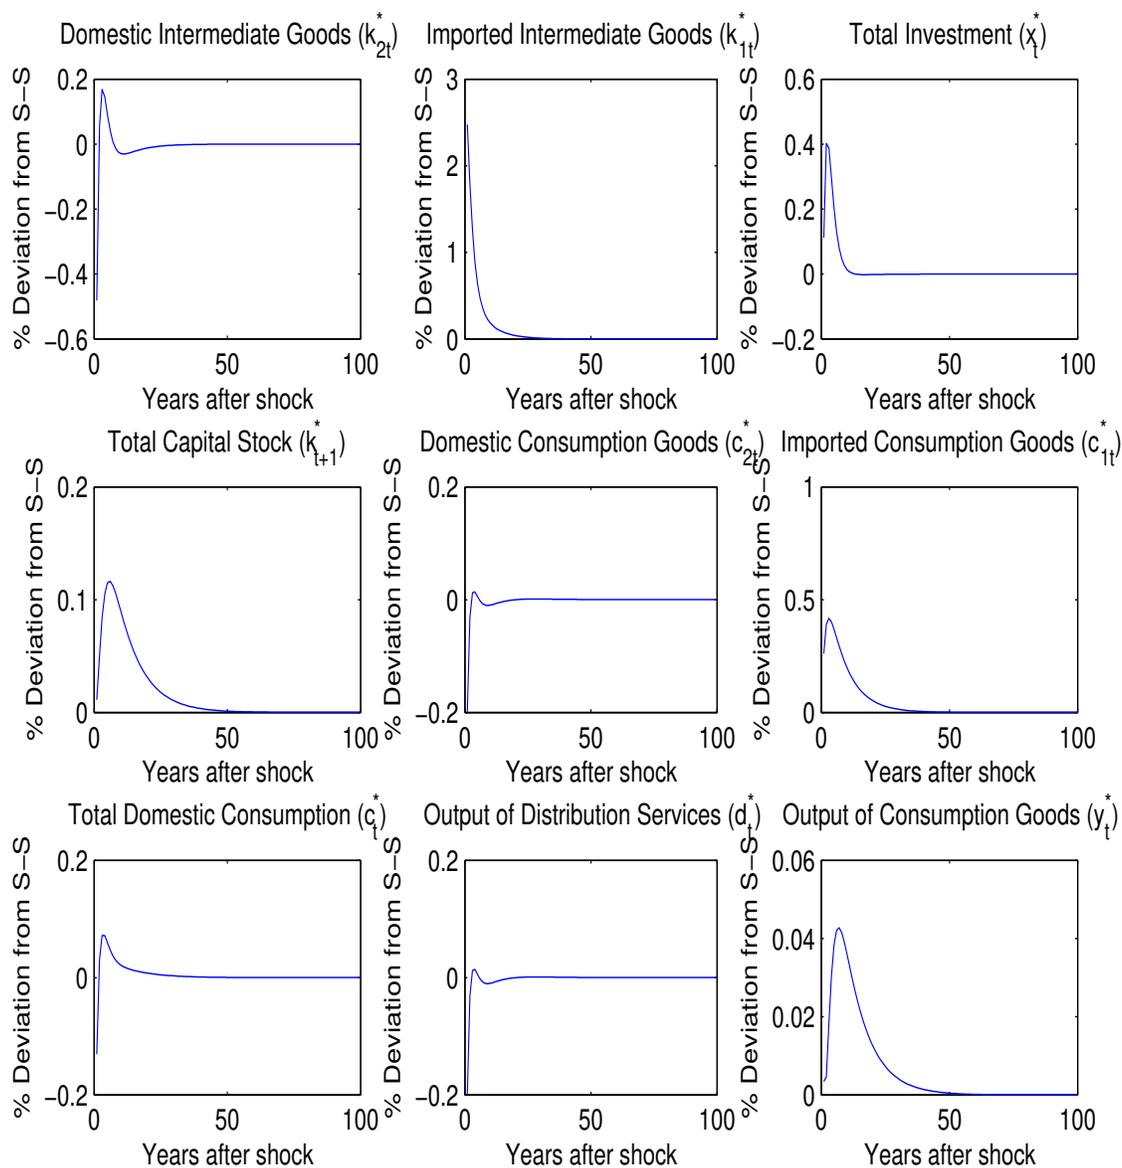 Domestic Intermediate Goods (k*2t)
% Deviation from S−S
0.2
0
−0.2
−0.4
−0.6
0 50 100
Years after shock
Imported Intermediate Goods (k*1t)
% Deviation from S−S
3
2
1
0
0 50 100
Years after shock
Total Investment (x*t)
% Deviation from S−S
0.6
0.4
0.2
0
−0.2
0 50 100
Years after shock
Total Capital Stock (k*t+1)
% Deviation from S−S
0.2
0.1
0
0 50 100
Years after shock
Domestic Consumption Goods (c*2t)
% Deviation from S−S
0.2
0
−0.2
0 50 100
Years after shock
Imported Consumption Goods (c*1t)
% Deviation from S−S
1
0.5
0
0 50 100
Years after shock
Total Domestic Consumption (c*t)
% Deviation from S−S
0.2
0
−0.2
0 50 100
Years after shock
Output of Distribution Services (d*t)
% Deviation from S−S
0.2
0
−0.2
0 50 100
Years after shock
Output of Consumption Goods (y*t)
% Deviation from S−S
0.06
0.04
0.02
0
0 50 100
Years after shock